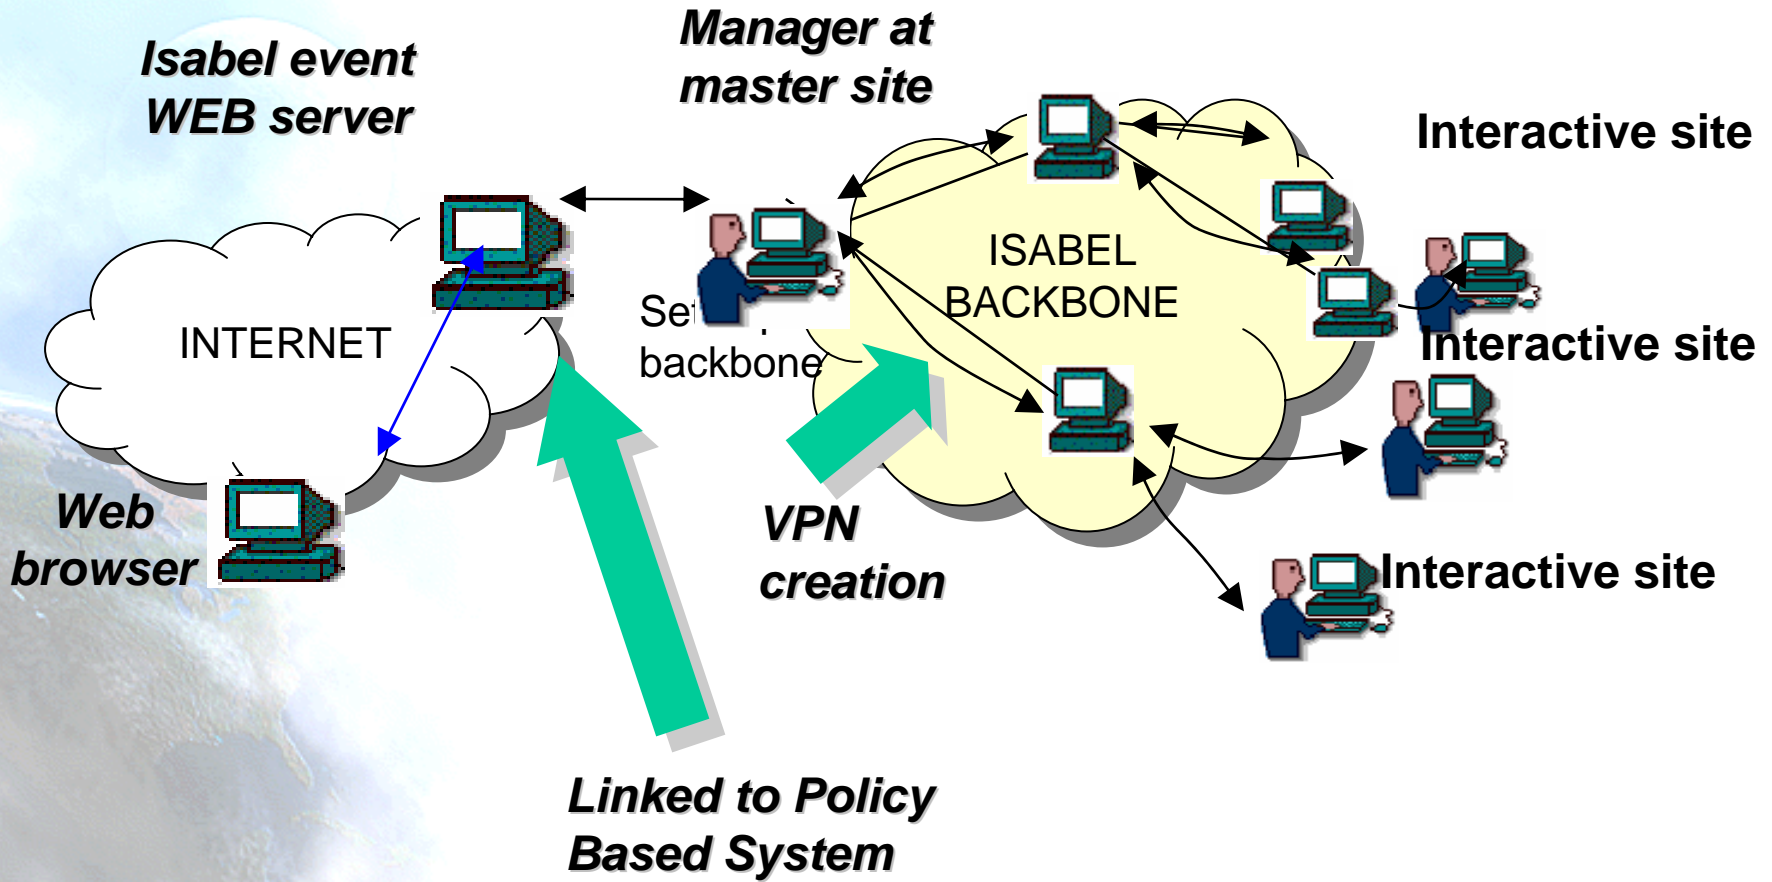 Isabel event
WEB server
Manager at
master site
Interactive site
ISABEL
BACKBONE
INTERNET
backbone
Interactive site
Web
browser
VPN
creation
Interactive site
Linked to Policy
Based System